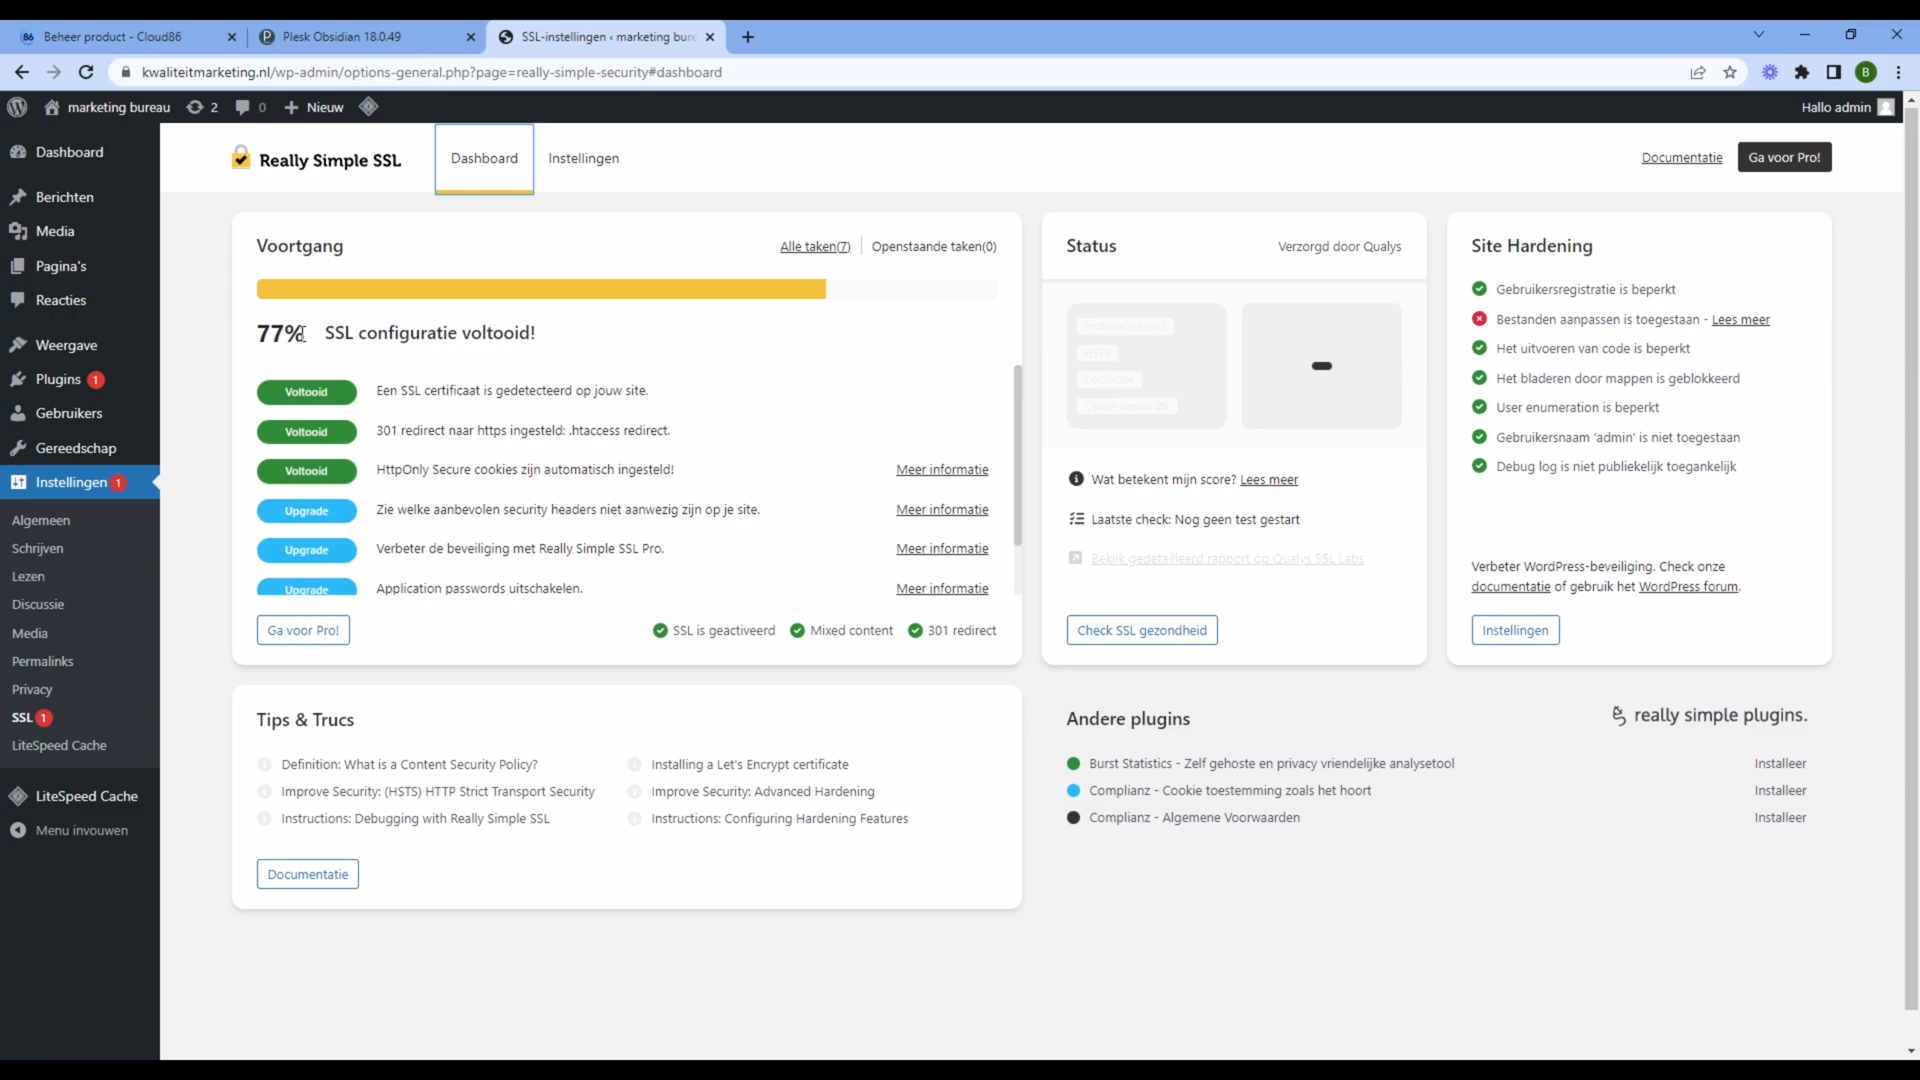 Beheer product - Cloud86
Plesk Obsidian 18.0.49
SSL-instellingen ‹ marketing bure
kwaliteitmarketing.nl/wp-admin/options-general.php?page=really-simple-security#dashboard
B
marketing bureau
2
0
Nieuw
Hallo admin
Dashboard
Berichten
Media
Pagina's
Reacties
Weergave
Plugins 1
Gebruikers
Gereedschap
Instellingen 1
Algemeen
Schrijven
Lezen
Discussie
Media
Permalinks
Privacy
SSL 1
LiteSpeed Cache
LiteSpeed Cache
Menu invouwen
Really Simple SSL
Dashboard
Instellingen
Documentatie
Ga voor Pro!
Voortgang
Alle taken(7)
Openstaande taken(0)
77%
SSL configuratie voltooid!
Voltooid Een SSL certificaat is gedetecteerd op jouw site.
Voltooid 301 redirect naar https ingesteld: .htaccess redirect.
Voltooid HttpOnly Secure cookies zijn automatisch ingesteld! Meer informatie
Upgrade Zie welke aanbevolen security headers niet aanwezig zijn op je site. Meer informatie
Upgrade Verbeter de beveiliging met Really Simple SSL Pro. Meer informatie
Upgrade Application passwords uitschakelen. Meer informatie
Ga voor Pro!
SSL is geactiveerd
Mixed content
301 redirect
Status
Verzorgd door Qualys
Protocol support
HSTS
Certificate
Wat betekent mijn score? Lees meer
Laatste check: Nog geen test gestart
Bekijk gedetailleerd rapport op Qualys SSL Labs
Check SSL gezondheid
Site Hardening
Gebruikersregistratie is beperkt
Bestanden aanpassen is toegestaan - Lees meer
Het uitvoeren van code is beperkt
Het bladeren door mappen is geblokkeerd
User enumeration is beperkt
Gebruikersnaam 'admin' is niet toegestaan
Debug log is niet publiekelijk toegankelijk
Verbeter WordPress-beveiliging. Check onze
documentatie of gebruik het WordPress forum.
Instellingen
Tips & Trucs
Definition: What is a Content Security Policy?
Improve Security: (HSTS) HTTP Strict Transport Security
Instructions: Debugging with Really Simple SSL
Installing a Let's Encrypt certificate
Improve Security: Advanced Hardening
Instructions: Configuring Hardening Features
Documentatie
Andere plugins
really simple plugins.
Burst Statistics - Zelf gehoste en privacy vriendelijke analysetool Installeer
Complianz - Cookie toestemming zoals het hoort Installeer
Complianz - Algemene Voorwaarden Installeer